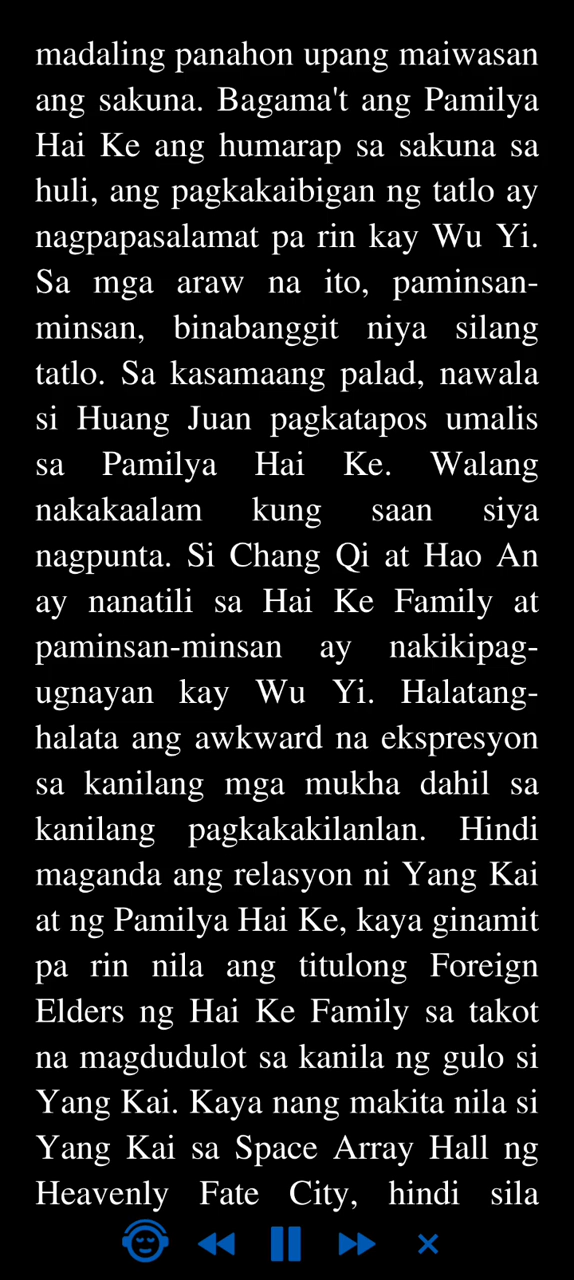 madaling panahon upang maiwasan
ang sakuna. Bagama't ang Pamilya
Hai Ke ang humarap sa sakuna sa
huli, ang pagkakaibigan ng tatlo ay
nagpapasalamat pa rin kay Wu Yi.
Sa mga araw na ito, paminsan-
minsan, binabanggit niya silang
tatlo. Sa kasamaang palad, nawala
si Huang Juan pagkatapos umalis
sa Pamilya Hai Ke. Walang
nakakaalam kung saan siya
nagpunta. Si Chang Qi at Hao An
ay nanatili sa Hai Ke Family at
paminsan-minsan ay nakikipag-
ugnayan kay Wu Yi. Halatang-
halata ang awkward na ekspresyon
sa kanilang mga mukha dahil sa
kanilang pagkakakilanlan. Hindi
maganda ang relasyon ni Yang Kai
at ng Pamilya Hai Ke, kaya ginamit
pa rin nila ang titulong Foreign
Elders ng Hai Ke Family sa takot
na magdudulot sa kanila ng gulo si
Yang Kai. Kaya nang makita nila si
Yang Kai sa Space Array Hall ng
Heavenly Fate City, hindi sila